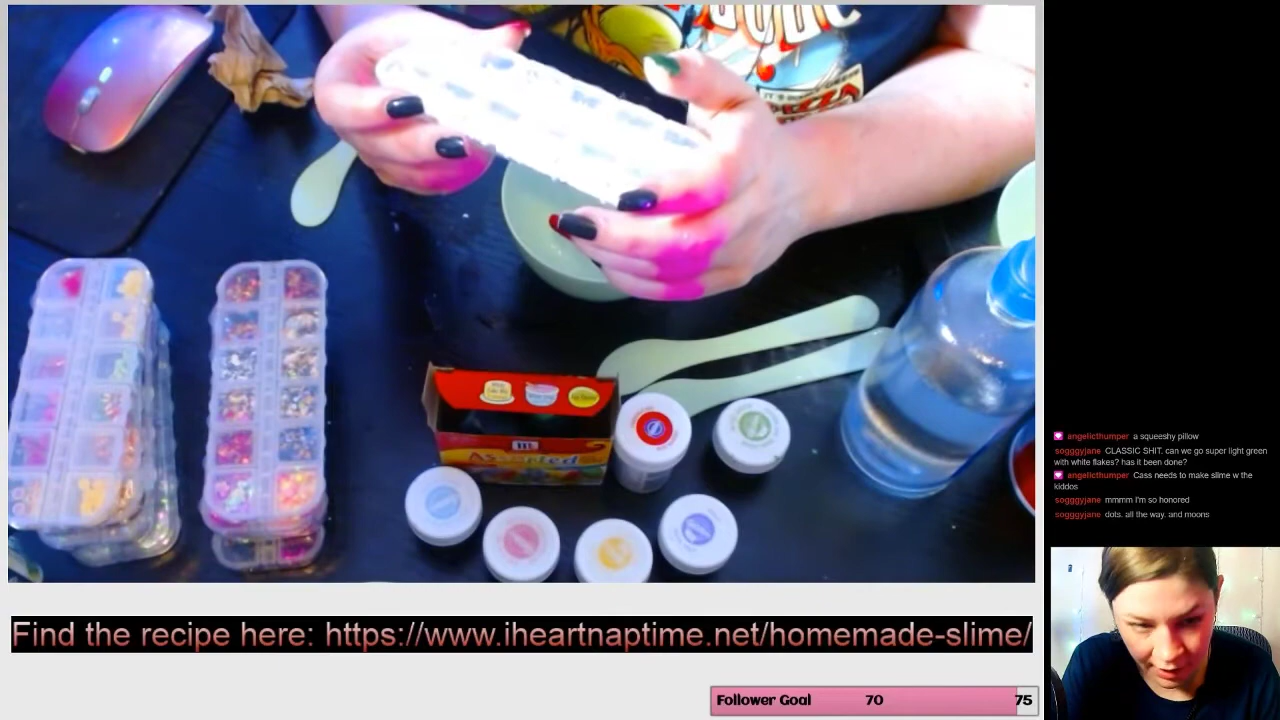 Assorted
angelicthumper a squeeshy pillow
sogggyjane CLASSIC SHIT. can we go super light green
with white flakes? has it been done?
angelicthumper Cass needs to make slime w the
kiddos
sogggyjane mmmm I'm so honored
sogggyjane dots. all the way. and moons
Find the recipe here: https://www.iheartnaptime.net/homemade-slime/
Follower Goal 70 75